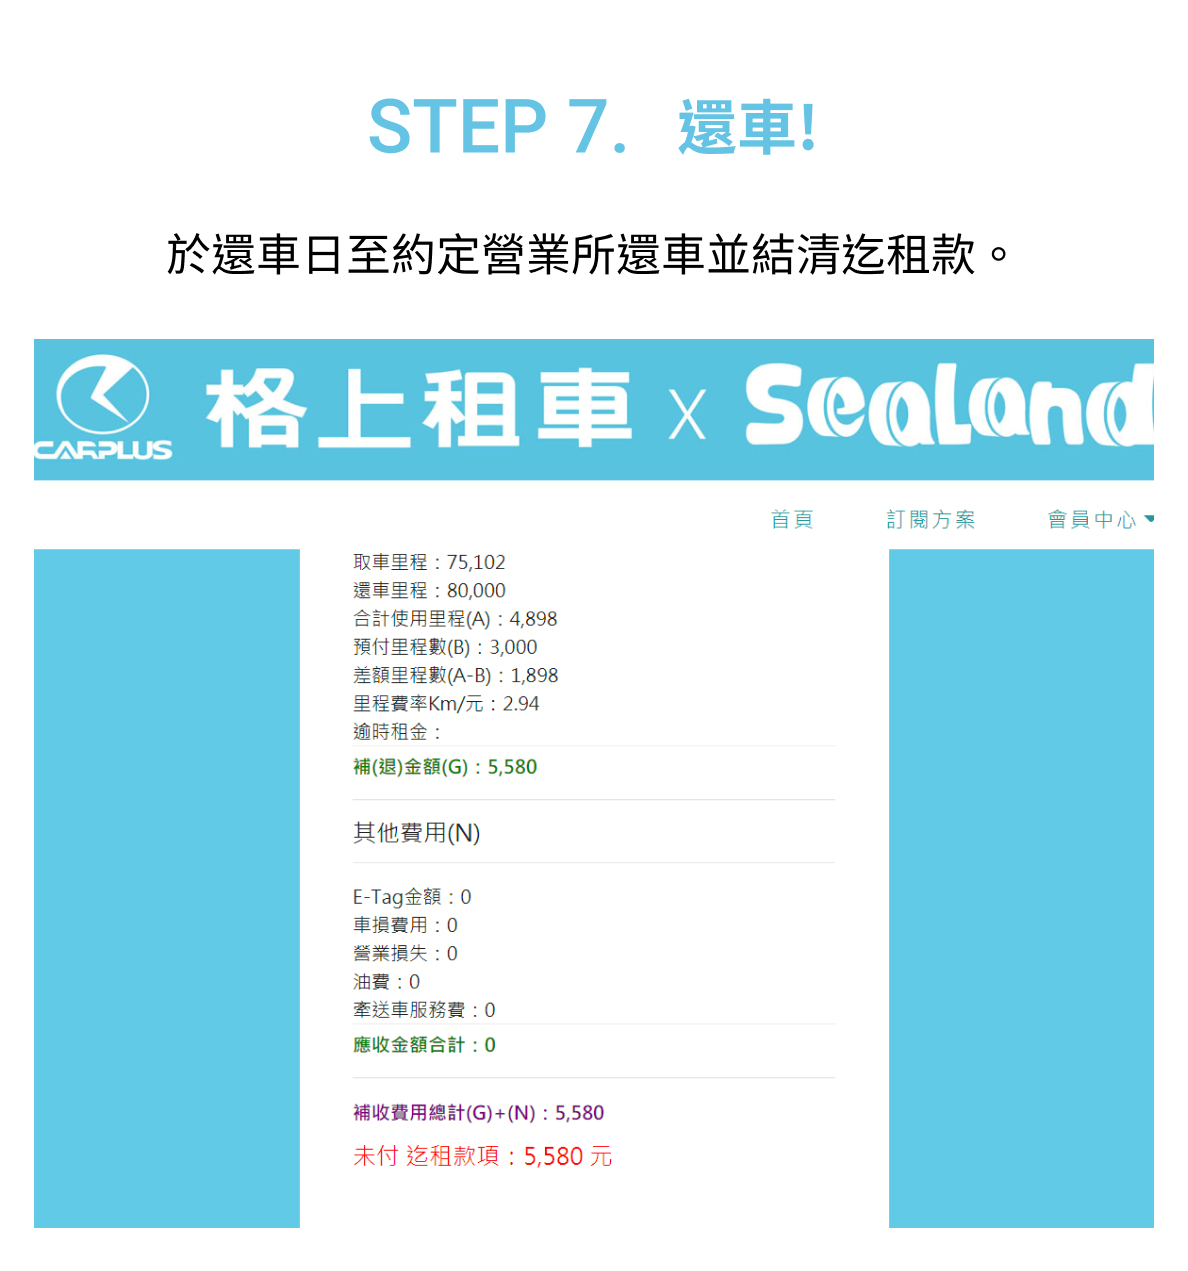 STEP 7. 還車!
於還車日至約定營業所還車並結清迄租款。
CARPLUS 格上租車 X SeaLand
首頁 訂閱方案 會員中心
取車里程：75,102
還車里程：80,000
合計使用里程(A)：4,898
預付里程數(B)：3,000
差額里程數(A-B)：1,898
里程費率Km/元：2.94
逾時租金：
補(退)金額(G)：5,580
其他費用(N)
E-Tag金額：0
車損費用：0
營業損失：0
油費：0
牽送車服務費：0
應收金額合計：0
補收費用總計(G)+(N)：5,580
未付 迄租款項：5,580 元